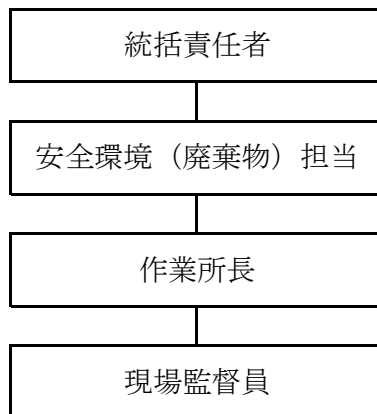 統括責任者
安全環境（廃棄物）担当
作業所長
現場監督員